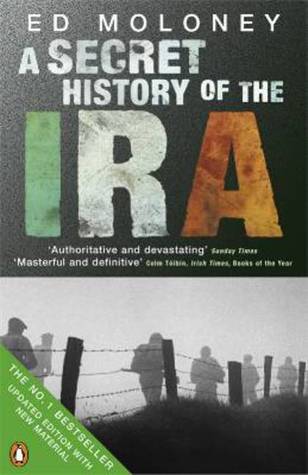 ED MOLONEY
A SECRET
HISTORY OF THE
IRA
'Authoritative and devastating' Sunday Times
'Masterful and definitive' Colm Tóibín, Irish Times, Books of the Year
THE NO. 1 BESTSELLER
UPDATED EDITION WITH
NEW MATERIAL